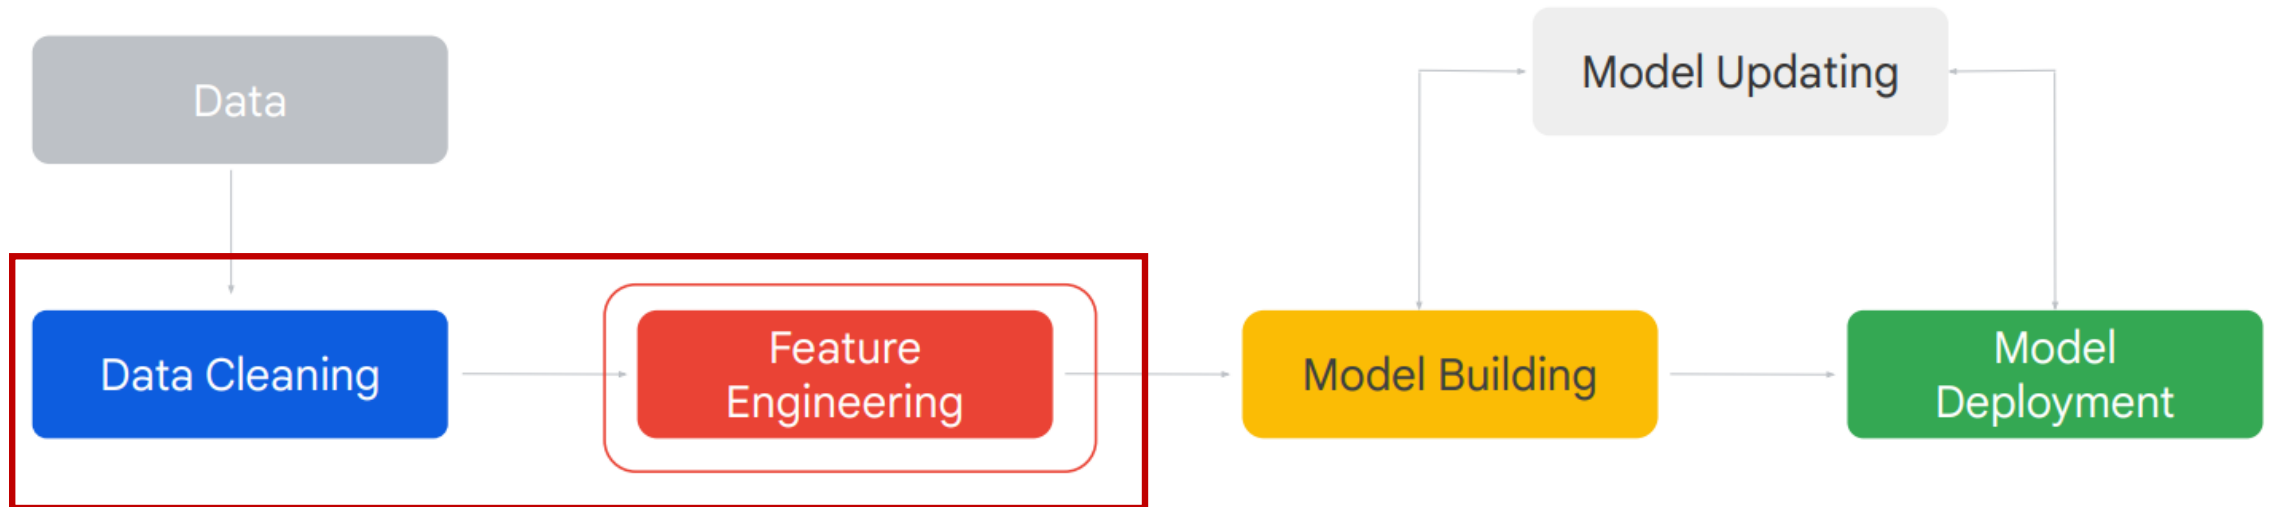 Data
Model Updating
Data Cleaning
Feature
Engineering
Model Building
Model
Deployment